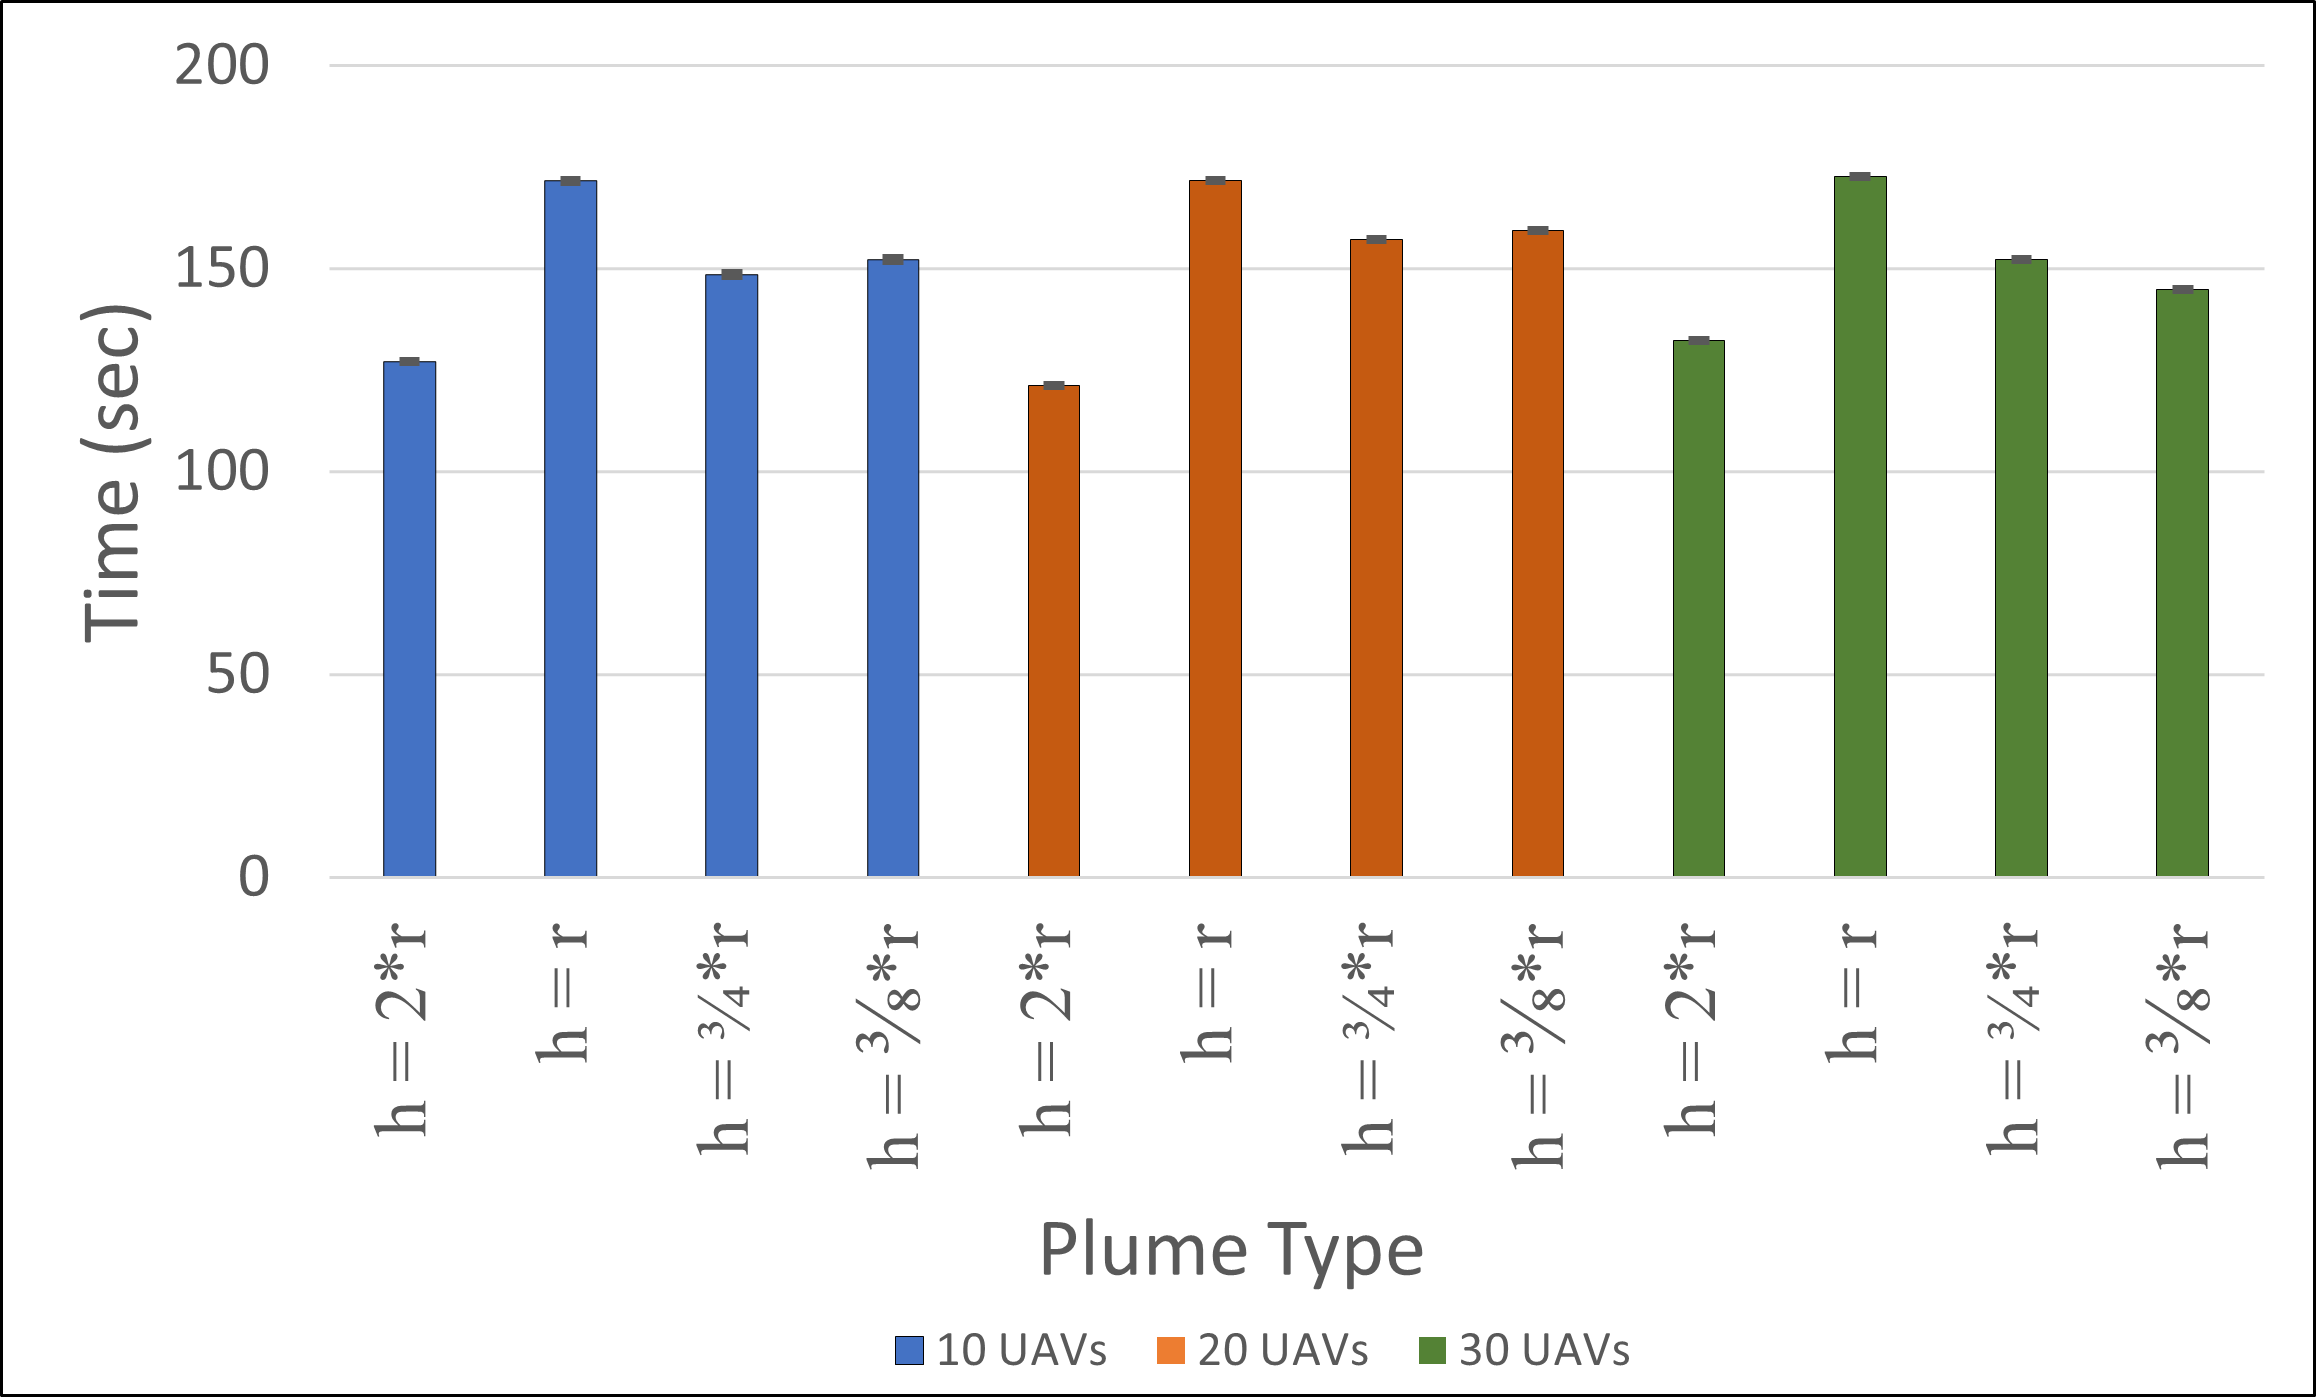 200
150
100
50
0
Time (sec)
h = 2*r
h = r
h = ¾*r
h = ⅜*r
h = 2*r
h = r
h = ¾*r
h = ⅜*r
h = 2*r
h = r
h = ¾*r
h = ⅜*r
Plume Type
10 UAVs 20 UAVs 30 UAVs